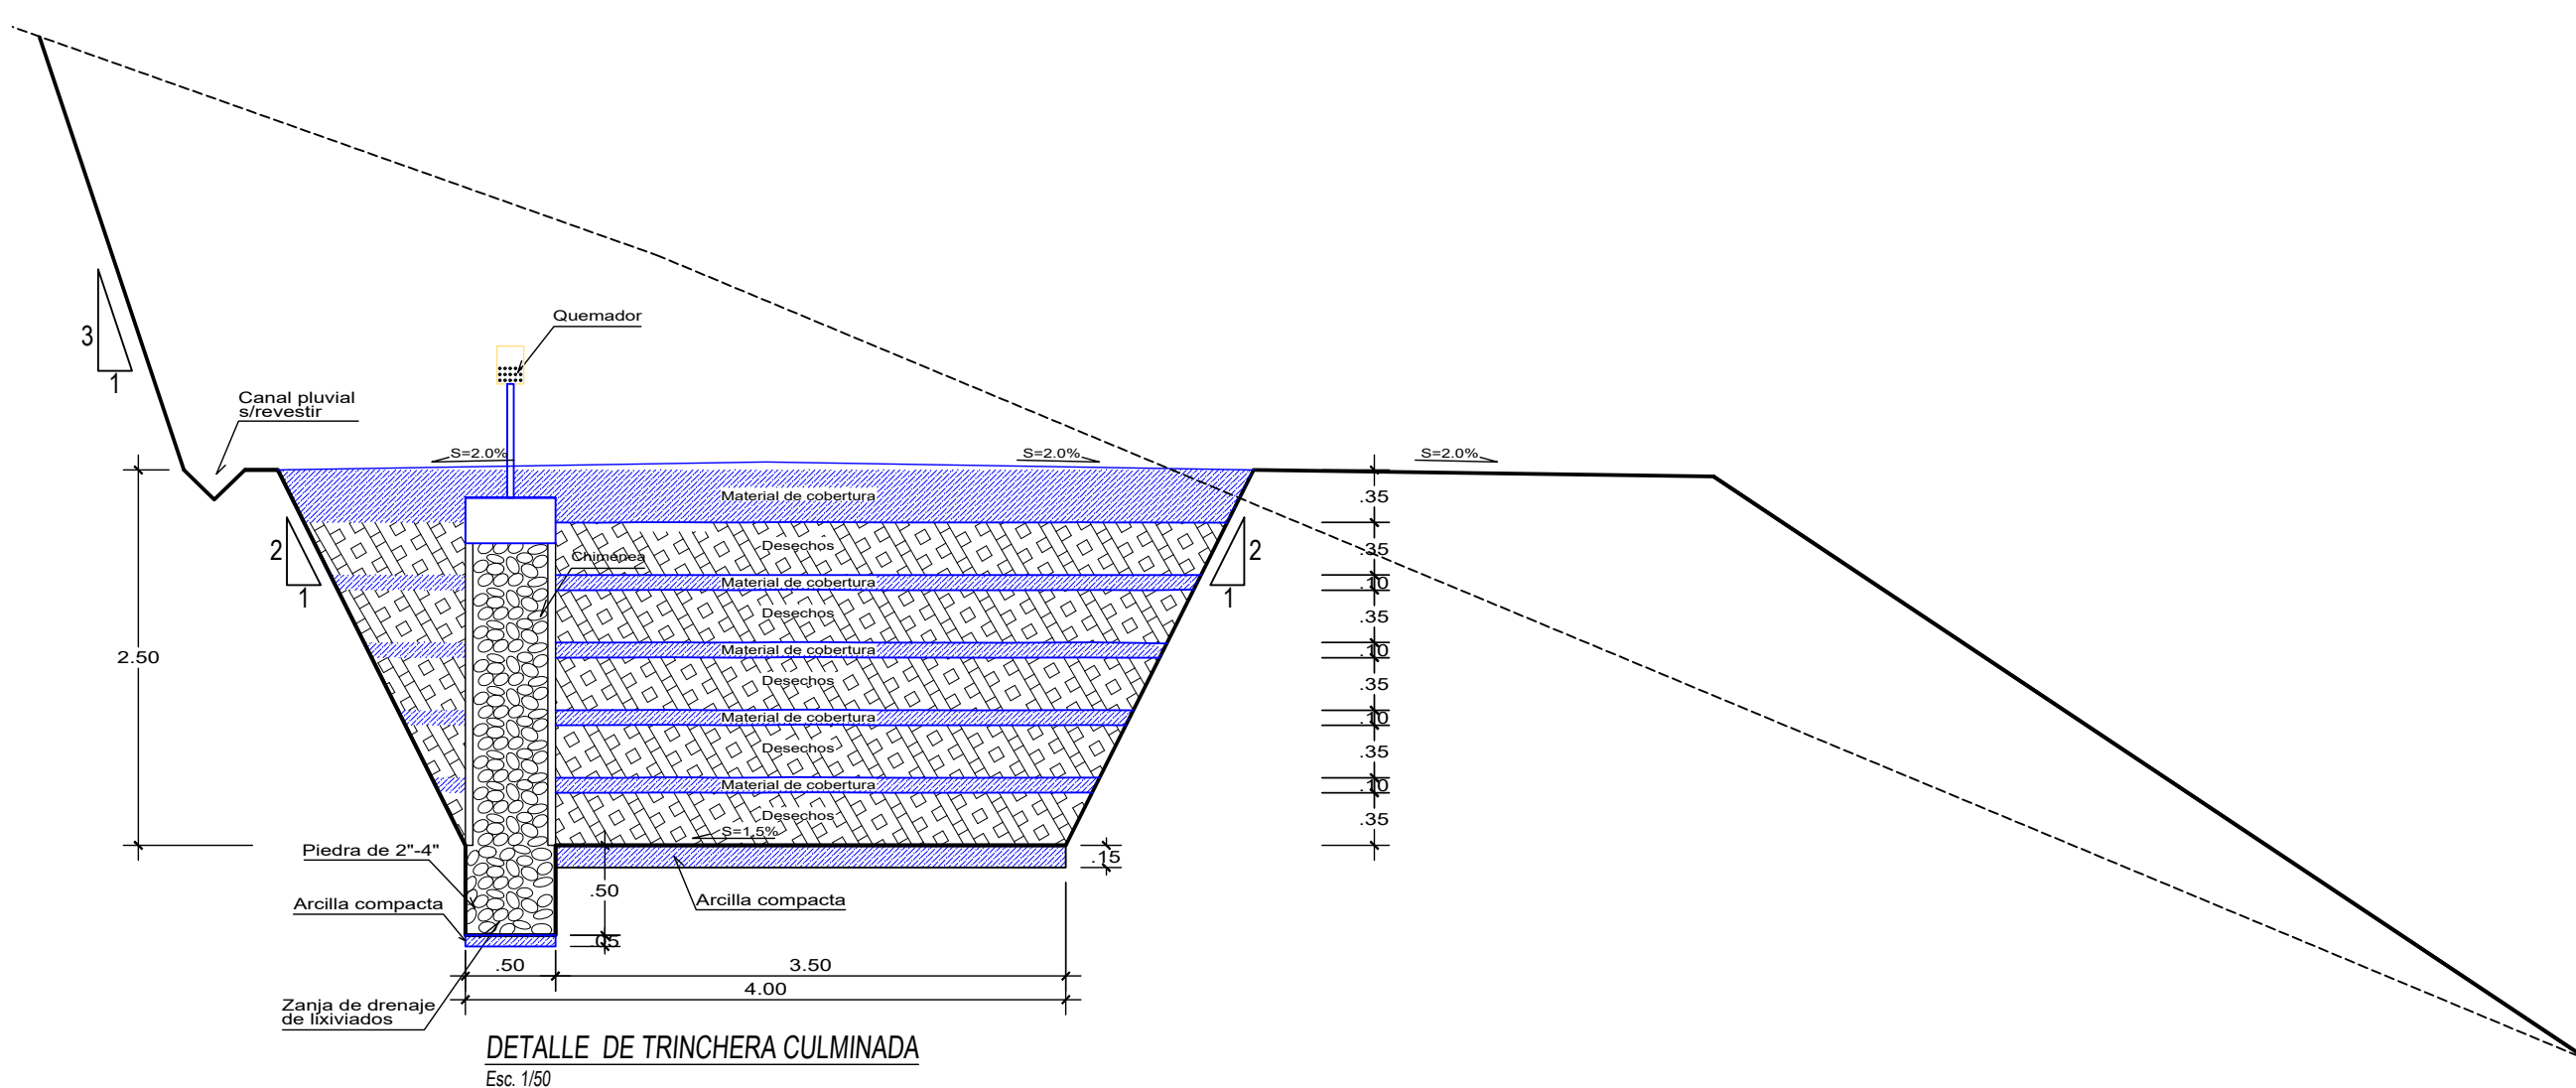 Quemador
3
1
Canal pluvial
s/revestir
S=2.0%
S=2.0%
S=2.0%
Material de cobertura
.35
2
1
Chimenea
Desechos
2
1
.35
Material de cobertura
.10
Desechos
.35
2.50
Material de cobertura
.10
Desechos
.35
Material de cobertura
.10
Desechos
.35
Material de cobertura
.10
Desechos
.35
S=1.5%
Piedra de 2"-4"
.15
.50
Arcilla compacta
Arcilla compacta
.05
.50
3.50
4.00
Zanja de drenaje
de lixiviados
DETALLE DE TRINCHERA CULMINADA
Esc. 1/50